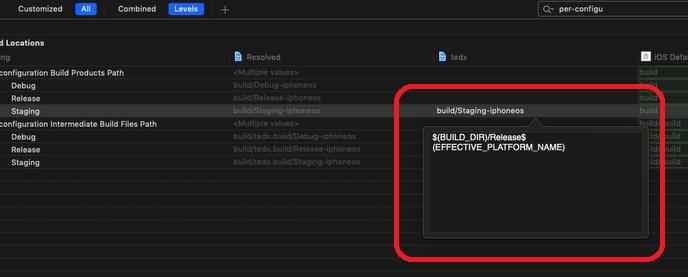 Customized All Combined Levels + per-configu
d Locations
ing Resolved tedx iOS Defau
configuration Build Products Path <Multiple values> build
Debug build/Debug-iphoneos build
Release build/Release-iphoneos build
Staging build/Staging-iphoneos build/Staging-iphoneos build
configuration Intermediate Build Files Path <Multiple values> build/build
Debug build/tedx.build/Debug-iphoneos build/build
Release build/tedx.build/Release-iphoneos build/build
Staging build/tedx.build/Staging-iphoneos build/build
$(BUILD_DIR)/Release$
(EFFECTIVE_PLATFORM_NAME)